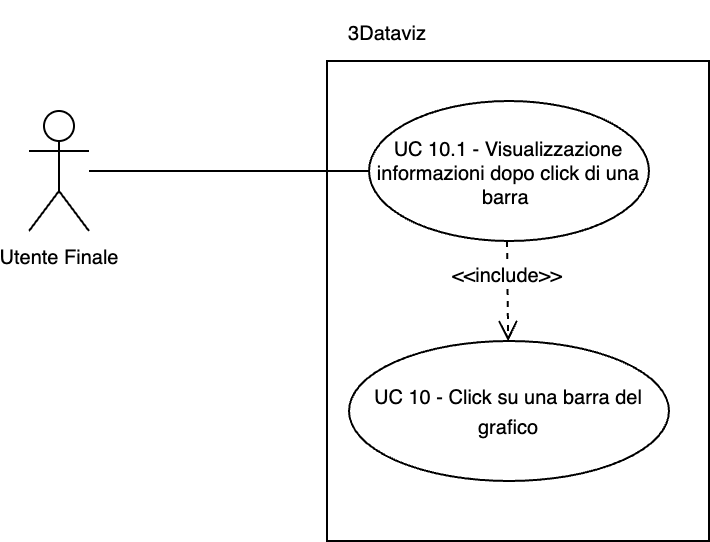 3Dataviz
UC 10.1 - Visualizzazione
informazioni dopo click di una
barra
Utente Finale
<<include>>
UC 10 - Click su una barra del
grafico